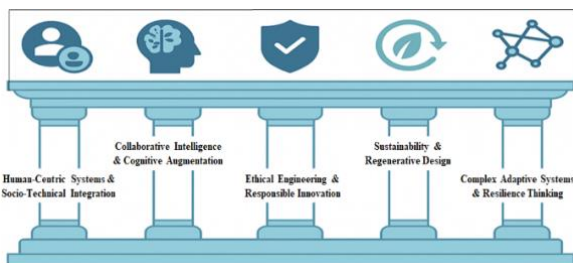 Collaborative Intelligence
& Cognitive Augmentation
Sustainability &
Regenerative Design
Human-Centric Systems &
Socio-Technical Integration
Ethical Engineering &
Responsible Innovation
Complex Adaptive Systems
& Resilience Thinking